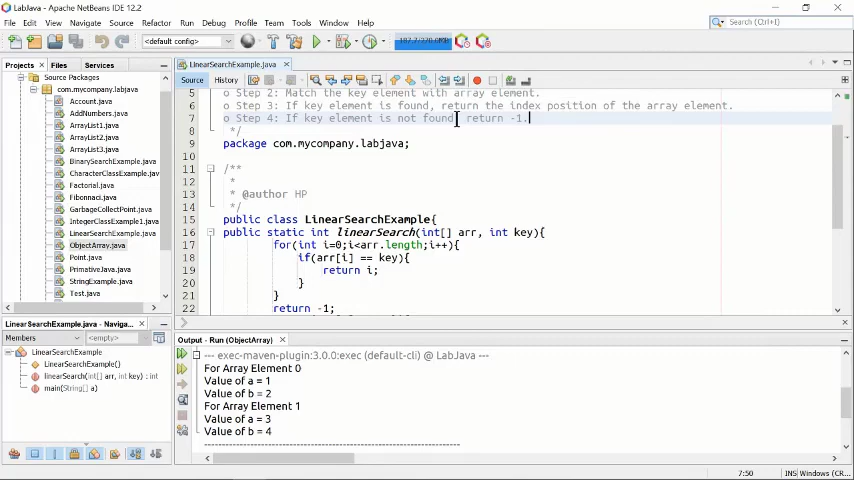 LabJava - Apache NetBeans IDE 12.2
File Edit View Navigate Source Refactor Run Debug Profile Team Tools Window Help
Search (Ctrl+I)
<default config>
187.7/220.0MB
Projects Files Services
LinearSearchExample.java
Source History
Source Packages
com.mycompany.labjava
Account.java
AddNumbers.java
ArrayList1.java
ArrayList2.java
ArrayList3.java
BinarySearchExample.java
CharacterClassExample.java
Factorial.java
Fibonnaci.java
GarbageCollectPoint.java
IntegerClassExample1.java
LinearSearchExample.java
ObjectArray.java
Point.java
PrimativeJava.java
StringExample.java
Test.java
5 o Step 2: Match the key element with array element.
6 o Step 3: If key element is found, return the index position of the array element.
7 o Step 4: If key element is not found, return -1.
8 */
9 package com.mycompany.labjava;
10
11 /**
12 *
13 * @author HP
14 */
15 public class LinearSearchExample{
16 public static int linearSearch(int[] arr, int key){
17 for(int i=0;i<arr.length;i++){
18 if(arr[i] == key){
19 return i;
20 }
21 }
22 return -1;
LinearSearchExample.java - Naviga...
Members <empty>
LinearSearchExample
LinearSearchExample()
linearSearch(int[] arr, int key) : int
main(String[] a)
Output - Run (ObjectArray)
--- exec-maven-plugin:3.0.0:exec (default-cli) @ LabJava ---
For Array Element 0
Value of a = 1
Value of b = 2
For Array Element 1
Value of a = 3
Value of b = 4
------------------------------------------------------------------------
7:50 INS Windows (C